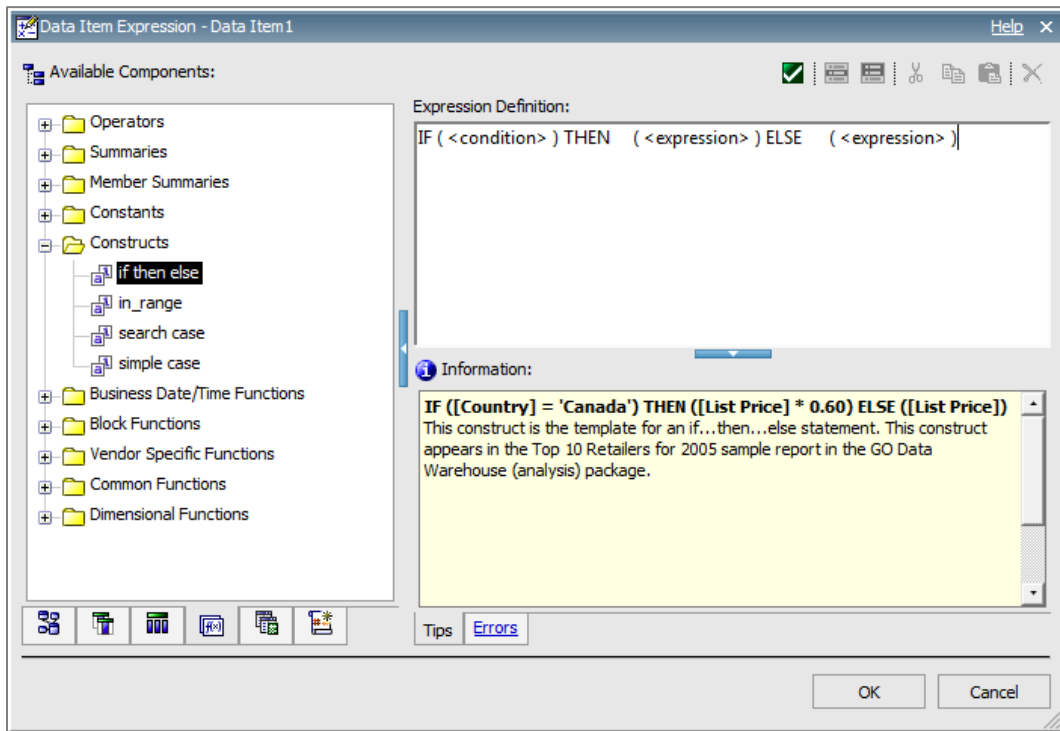 Data Item Expression - Data Item1
Help
Available Components:
Operators
Summaries
Member Summaries
Constants
Constructs
if then else
in_range
search case
simple case
Business Date/Time Functions
Block Functions
Vendor Specific Functions
Common Functions
Dimensional Functions
Expression Definition:
IF ( <condition> ) THEN ( <expression> ) ELSE ( <expression> )
Information:
IF ([Country] = 'Canada') THEN ([List Price] * 0.60) ELSE ([List Price])
This construct is the template for an if...then...else statement. This construct
appears in the Top 10 Retailers for 2005 sample report in the GO Data
Warehouse (analysis) package.
Tips
Errors
OK
Cancel